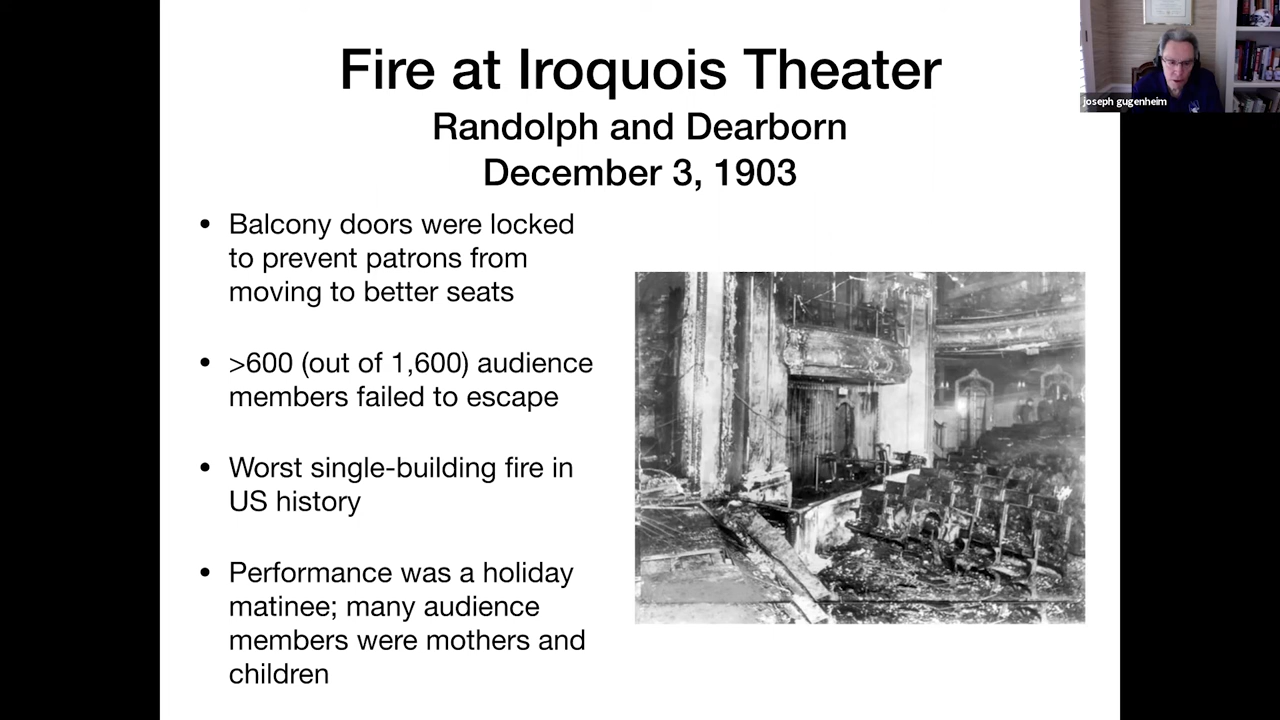 Fire at Iroquois Theater
Randolph and Dearborn
December 3, 1903
• Balcony doors were locked
to prevent patrons from
moving to better seats
• >600 (out of 1,600) audience
members failed to escape
• Worst single-building fire in
US history
• Performance was a holiday
matinee; many audience
members were mothers and
children
joseph gugenheim